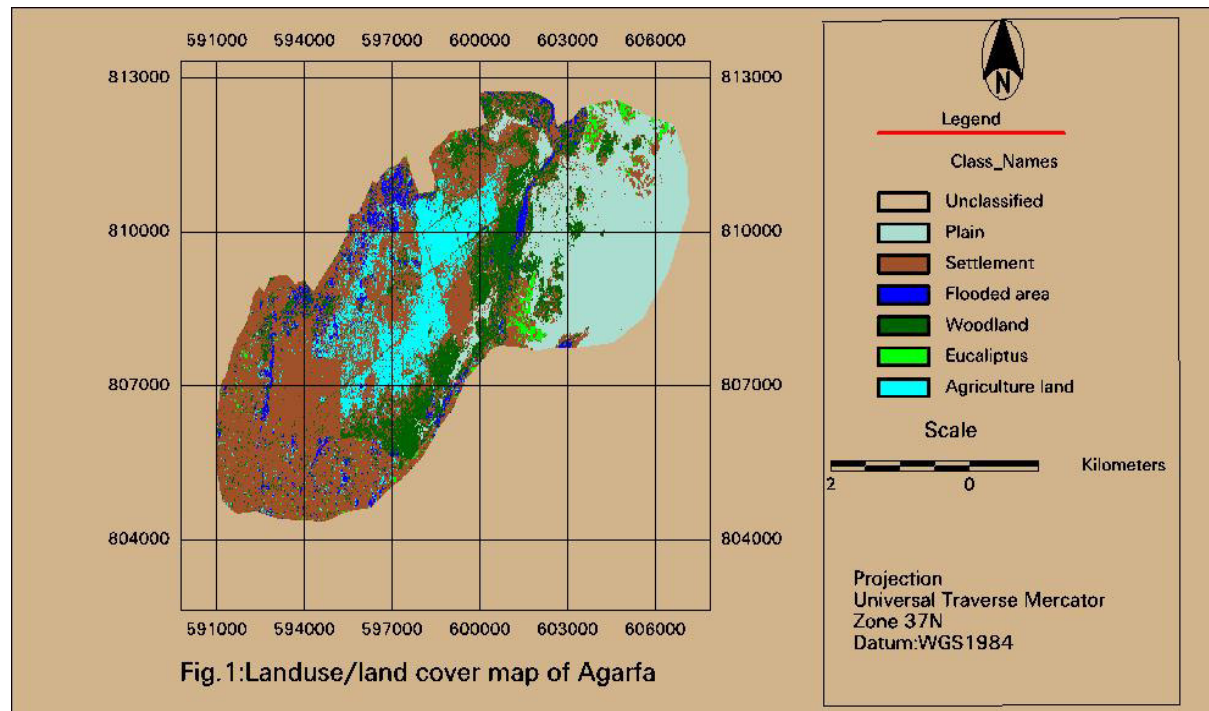 591000 594000 597000 600000 603000 606000
813000 813000
810000 810000
807000 807000
804000 804000
591000 594000 597000 600000 603000 606000
Fig.1:Landuse/land cover map of Agarfa
N
Legend
Class_Names
Unclassified
Plain
Settlement
Flooded area
Woodland
Eucaliptus
Agriculture land
Scale
Kilometers
2 0
Projection
Universal Traverse Mercator
Zone 37N
Datum:WGS1984